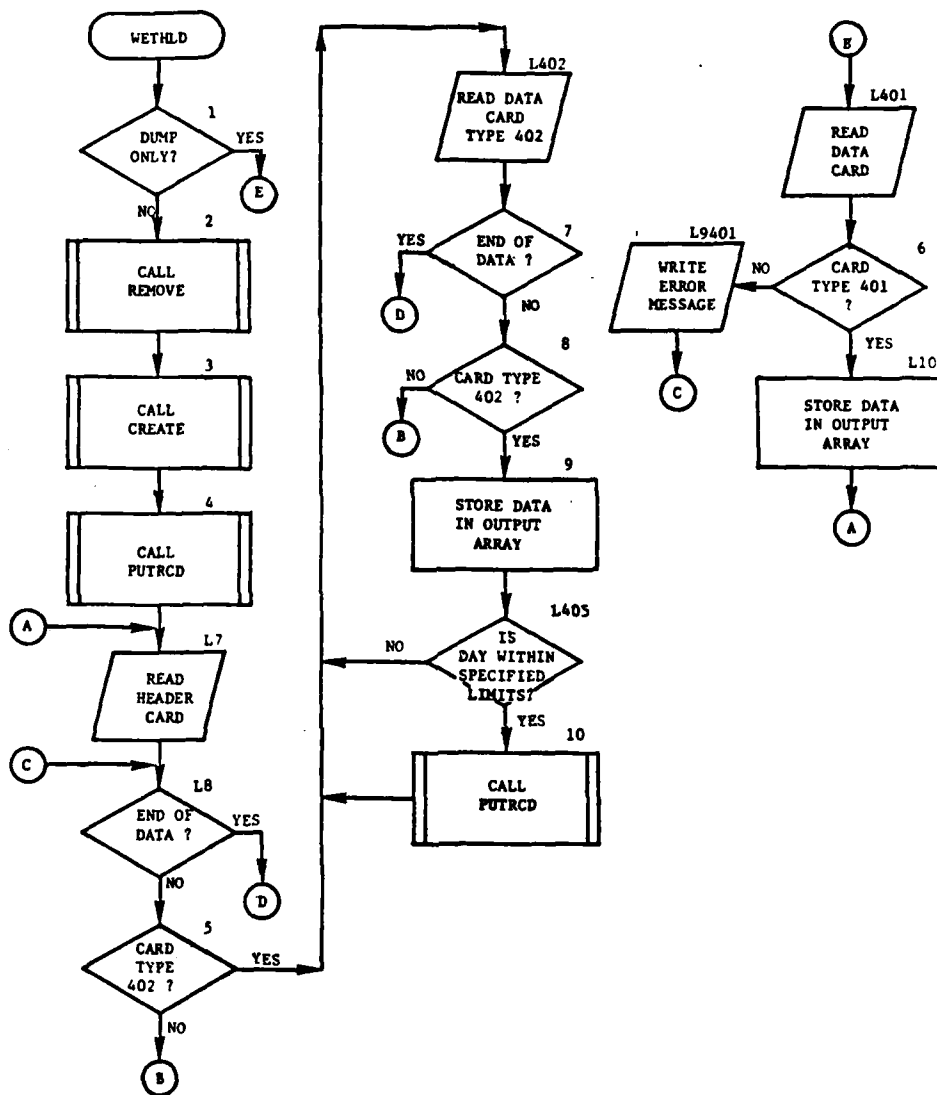 WETHLD
1
DUMP
ONLY?
YES
E
NO
2
CALL
REMOVE
3
CALL
CREATE
4
CALL
PUTRCD
A
L7
READ
HEADER
CARD
C
L8
END OF
DATA ?
YES
D
NO
5
CARD
TYPE
402 ?
YES
NO
B
L402
READ DATA
CARD
TYPE 402
7
END OF
DATA ?
YES
D
NO
8
CARD TYPE
402 ?
NO
B
YES
9
STORE DATA
IN OUTPUT
ARRAY
L405
IS
DAY WITHIN
SPECIFIED
LIMITS?
NO
YES
10
CALL
PUTRCD
L401
READ
DATA
CARD
6
CARD
TYPE 401
?
NO
L9401
WRITE
ERROR
MESSAGE
C
YES
L10
STORE DATA
IN OUTPUT
ARRAY
A